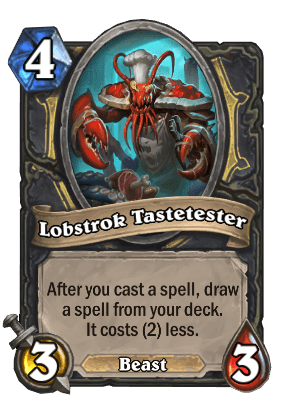 4
Lobstrok Tastetester
After you cast a spell, draw
a spell from your deck.
It costs (2) less.
3
Beast
3